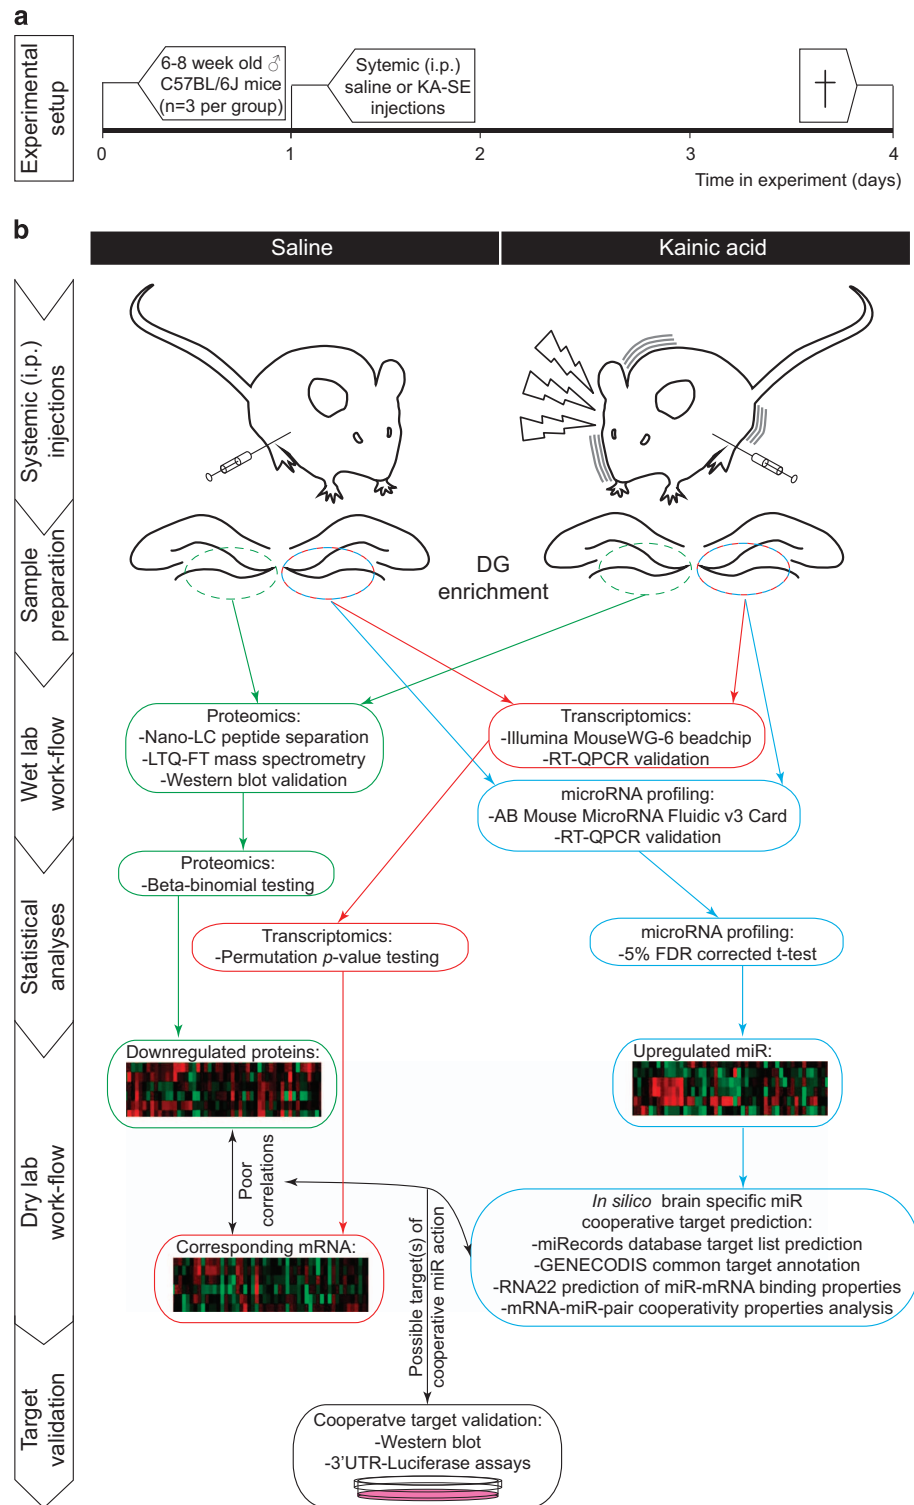 a
Experimental
setup
6-8 week old ♂
C57BL/6J mice
(n=3 per group)
Sytemic (i.p.)
saline or KA-SE
injections
0
1
2
3
4
Time in experiment (days)
b
Saline
Kainic acid
Systemic (i.p.)
injections
Sample
preparation
DG
enrichment
Wet lab
work-flow
Proteomics:
-Nano-LC peptide separation
-LTQ-FT mass spectrometry
-Western blot validation
Transcriptomics:
-Illumina MouseWG-6 beadchip
-RT-QPCR validation
microRNA profiling:
-AB Mouse MicroRNA Fluidic v3 Card
-RT-QPCR validation
Statistical
analyses
Proteomics:
-Beta-binomial testing
Transcriptomics:
-Permutation p-value testing
microRNA profiling:
-5% FDR corrected t-test
Dry lab
work-flow
Downregulated proteins:
Upregulated miR:
Poor
correlations
Corresponding mRNA:
In silico brain specific miR
cooperative target prediction:
-miRecords database target list prediction
-GENECODIS common target annotation
-RNA22 prediction of miR-mRNA binding properties
-mRNA-miR-pair cooperativity properties analysis
Possible target(s) of
cooperative miR action
Target
validation
Cooperatve target validation:
-Western blot
-3'UTR-Luciferase assays